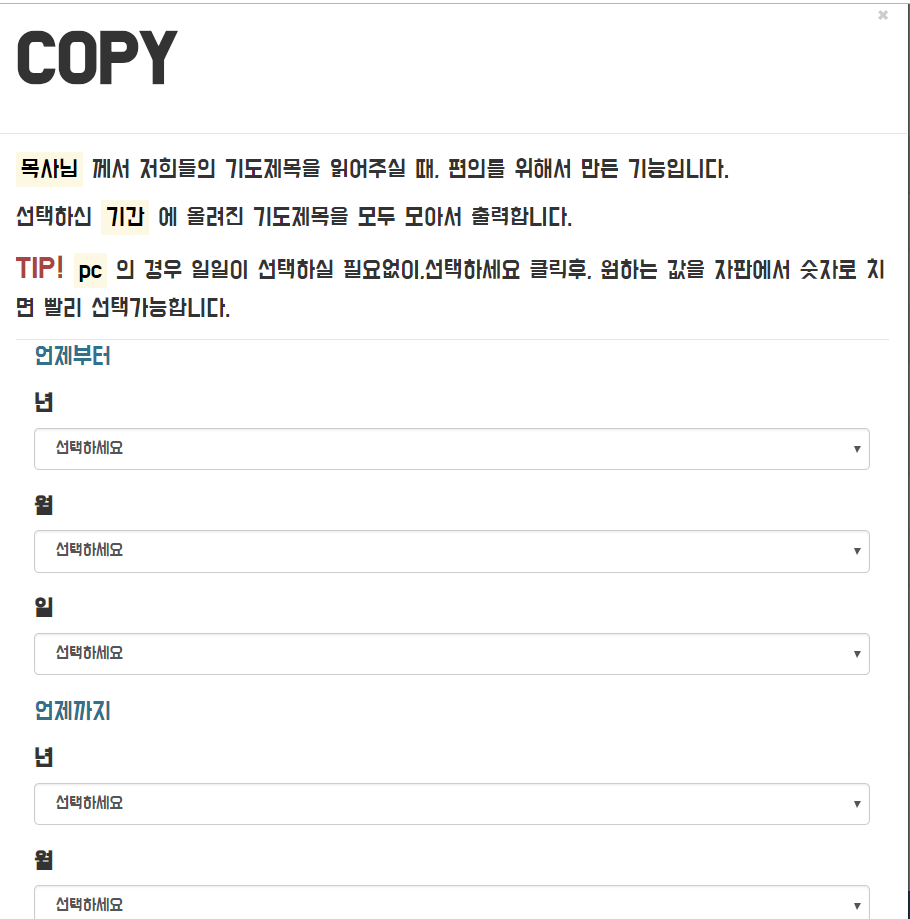 COPY
목사님 께서 저희들의 기도제목을 읽어주실 때, 편의를 위해서 만든 기능입니다.
선택하신 기간 에 올려진 기도제목을 모두 모아서 출력합니다.
TIP! pc 의 경우 일일이 선택하실 필요없이,선택하세요 클릭후, 원하는 값을 자판에서 숫자로 치
면 빨리 선택가능합니다.
언제부터
년
선택하세요
월
선택하세요
일
선택하세요
언제까지
년
선택하세요
월
선택하세요